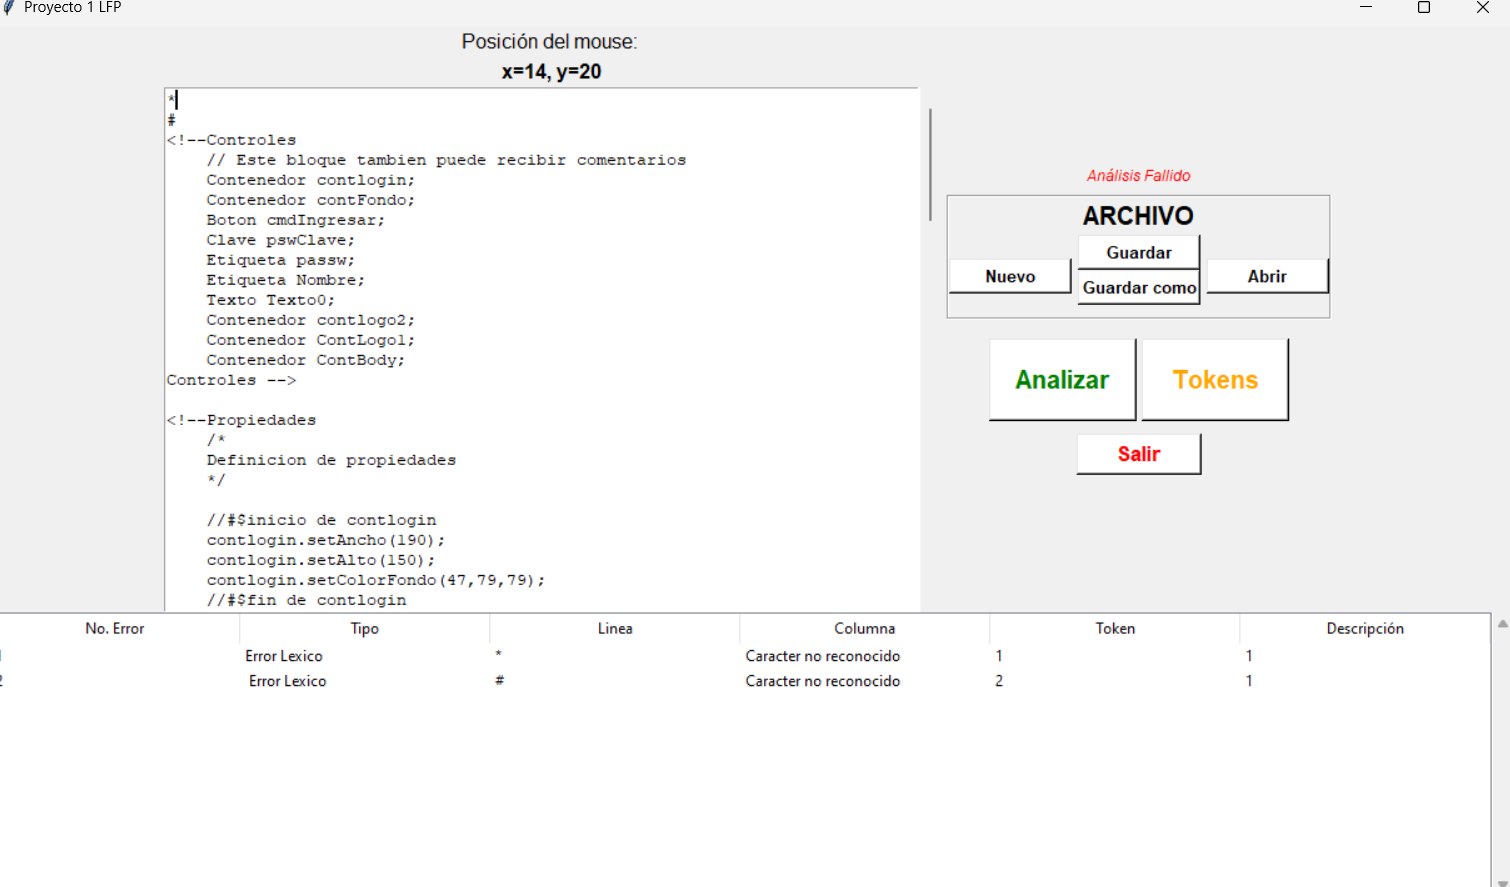 Proyecto 1 LFP
Posición del mouse:
x=14, y=20
*
#
<!--Controles
// Este bloque tambien puede recibir comentarios
Contenedor contlogin;
Contenedor contFondo;
Boton cmdIngresar;
Clave pswClave;
Etiqueta passw;
Etiqueta Nombre;
Texto Texto0;
Contenedor contlogo2;
Contenedor ContLogo1;
Contenedor ContBody;
Controles -->
<!--Propiedades
/*
Definicion de propiedades
*/
//#$inicio de contlogin
contlogin.setAncho(190);
contlogin.setAlto(150);
contlogin.setColorFondo(47,79,79);
//#$fin de contlogin
Análisis Fallido
ARCHIVO
Guardar
Nuevo
Abrir
Guardar como
Analizar
Tokens
Salir
No. Error Tipo Linea Columna Token Descripción
Error Lexico * Caracter no reconocido 1 1
2 Error Lexico # Caracter no reconocido 2 1